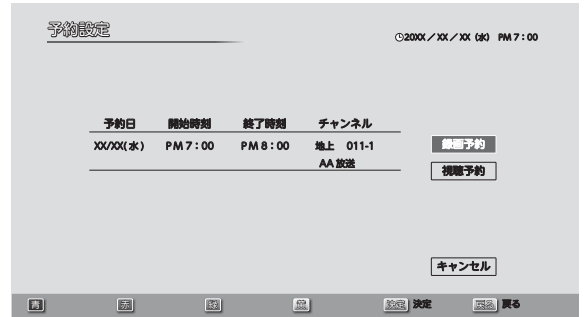 予約設定
20XX／XX／XX (水) PM 7：00
予約日 開始時刻 終了時刻 チャンネル
XX/XX(水) PM 7：00 PM 8：00 地上 011-1
AA 放送
録画予約
視聴予約
キャンセル
青 赤 緑 黄 決定 決定 戻る 戻る